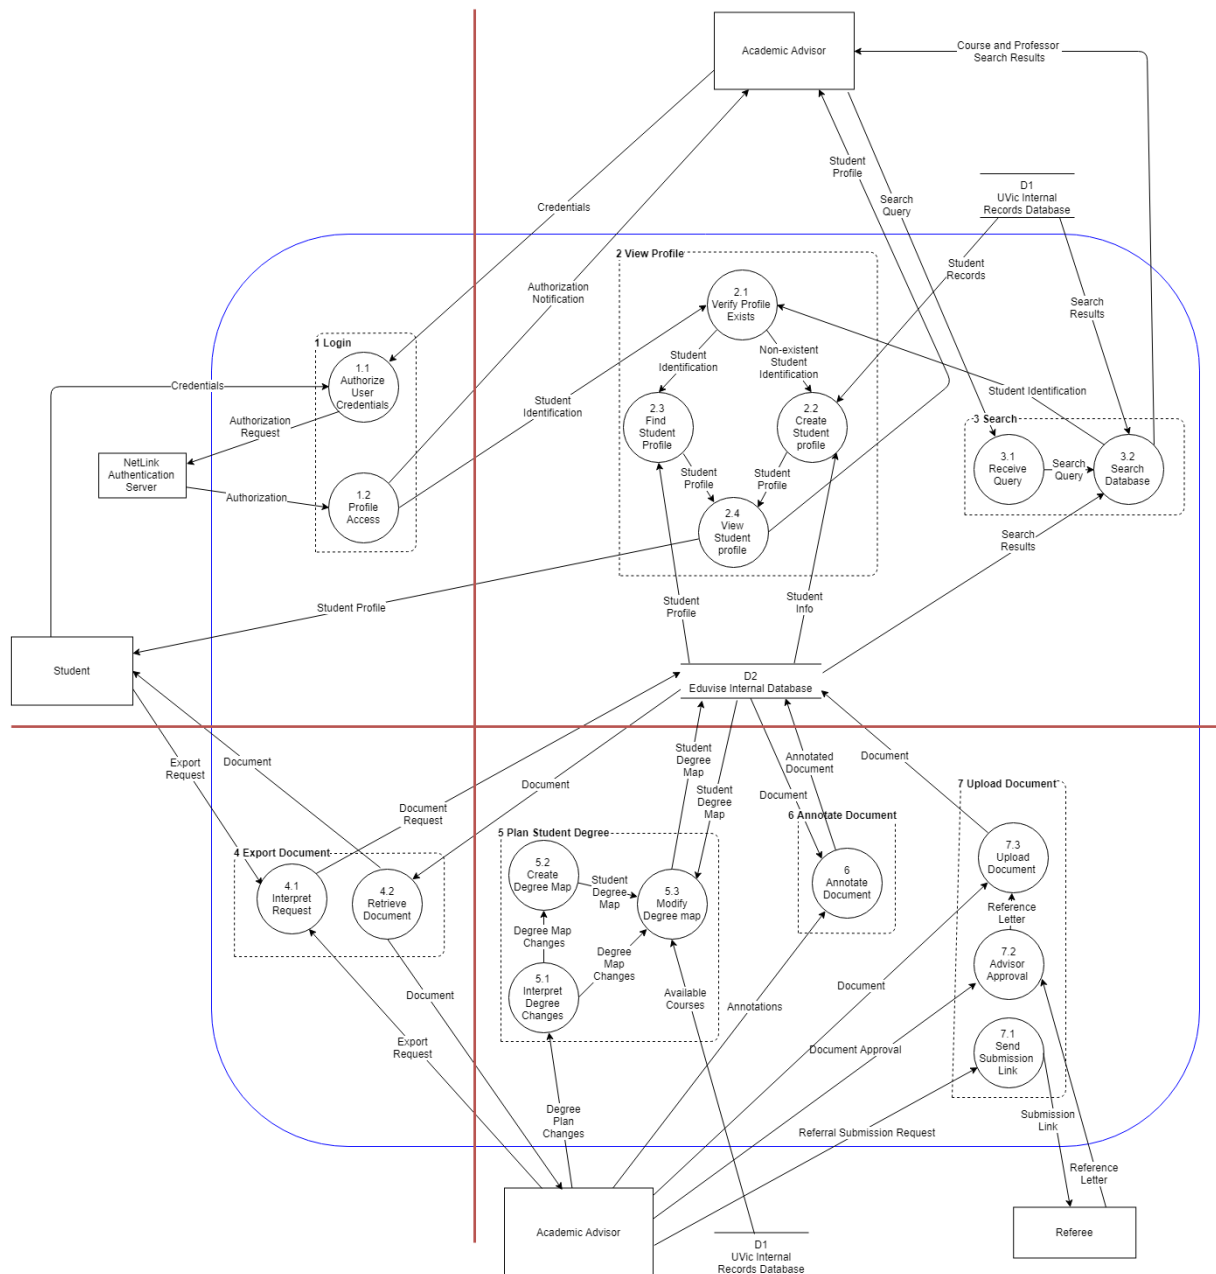 Academic Advisor
Course and Professor
Search Results
Student
Profile
D1
UVic Internal
Records Database
Search
Query
Credentials
2 View Profile
Student
Records
Authorization
Notification
2.1
Verify Profile
Exists
Search
Results
1 Login
1.1
Authorize
User
Credentials
Credentials
Student
Identification
Non-existent
Student
Identification
Student Identification
Student
Identification
2.3
Find
Student
Profile
2.2
Create
Student
profile
3 Search
Authorization
Request
3.1
Receive
Query
Search
Query
3.2
Search
Database
NetLink
Authentication
Server
Authorization
1.2
Profile
Access
Student
Profile
Student
Profile
2.4
View
Student
profile
Search
Results
Student Profile
Student
Profile
Student
Info
Student
D2
Eduvise Internal Database
Export
Request
Document
Student
Degree
Map
Annotated
Document
Document
Document
Student
Degree
Map
Document
7 Upload Document
Document
Request
6 Annotate Document
5 Plan Student Degree
4 Export Document
4.1
Interpret
Request
4.2
Retrieve
Document
5.2
Create
Degree Map
Student
Degree
Map
5.3
Modify
Degree map
6
Annotate
Document
7.3
Upload
Document
Reference
Letter
Degree Map
Changes
Degree
Map
Changes
7.2
Advisor
Approval
5.1
Interpret
Degree
Changes
Document
Available
Courses
Annotations
Document
Export
Request
Document Approval
7.1
Send
Submission
Link
Degree
Plan
Changes
Referral Submission Request
Submission
Link
Reference
Letter
Academic Advisor
D1
UVic Internal
Records Database
Referee